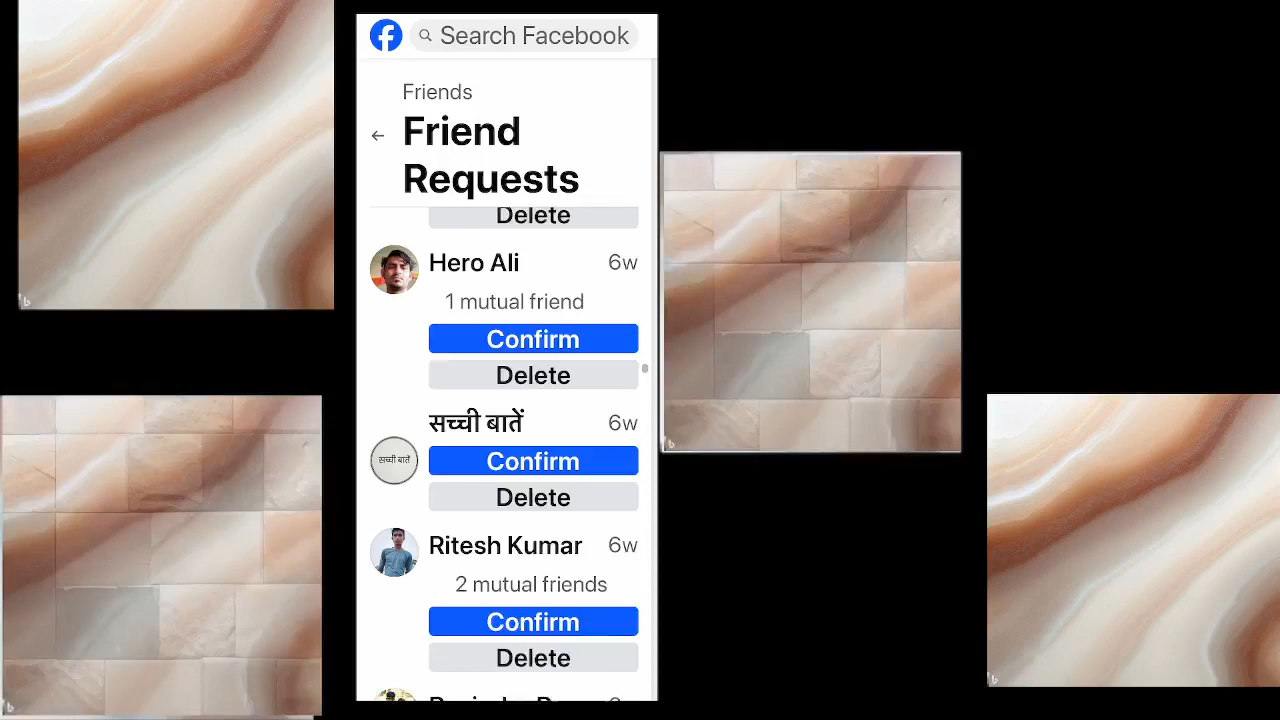 Search Facebook
Friends
Friend
Requests
Delete
Hero Ali 6w
1 mutual friend
Confirm
Delete
सच्ची बातें 6w
सच्ची बातें
Confirm
Delete
Ritesh Kumar 6w
2 mutual friends
Confirm
Delete